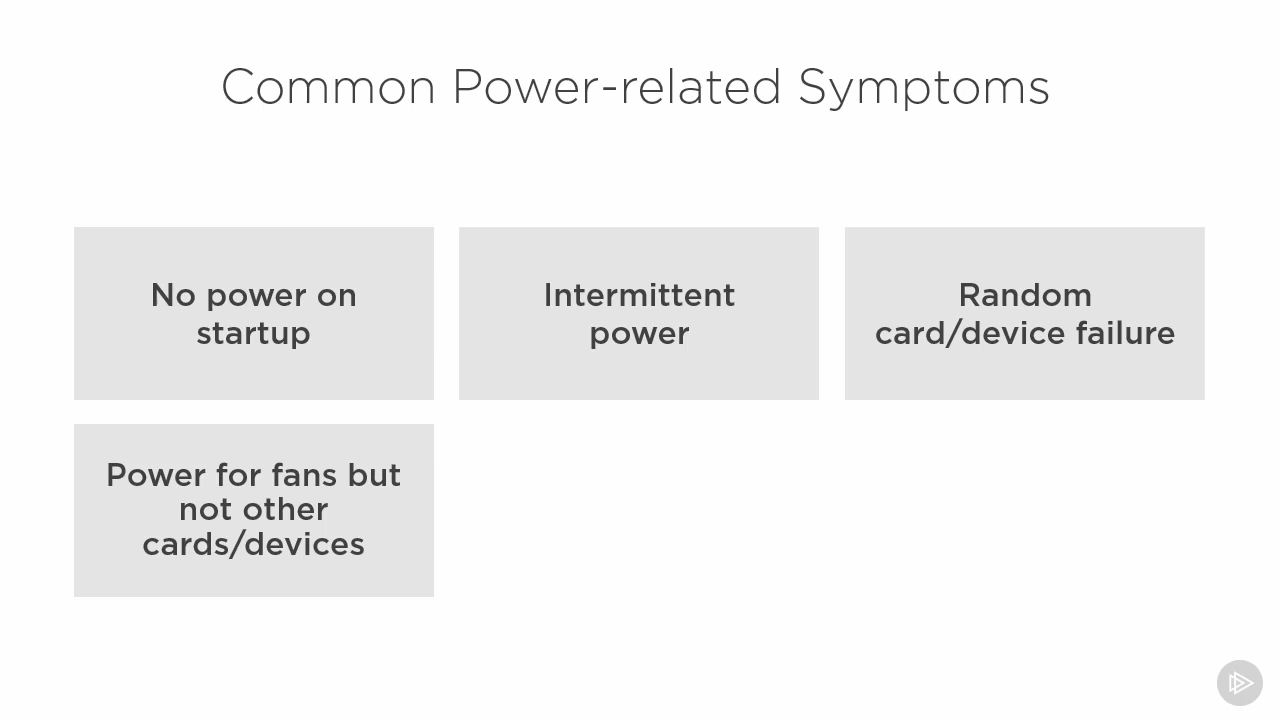 Common Power-related Symptoms
No power on
startup
Intermittent
power
Random
card/device failure
Power for fans but
not other
cards/devices